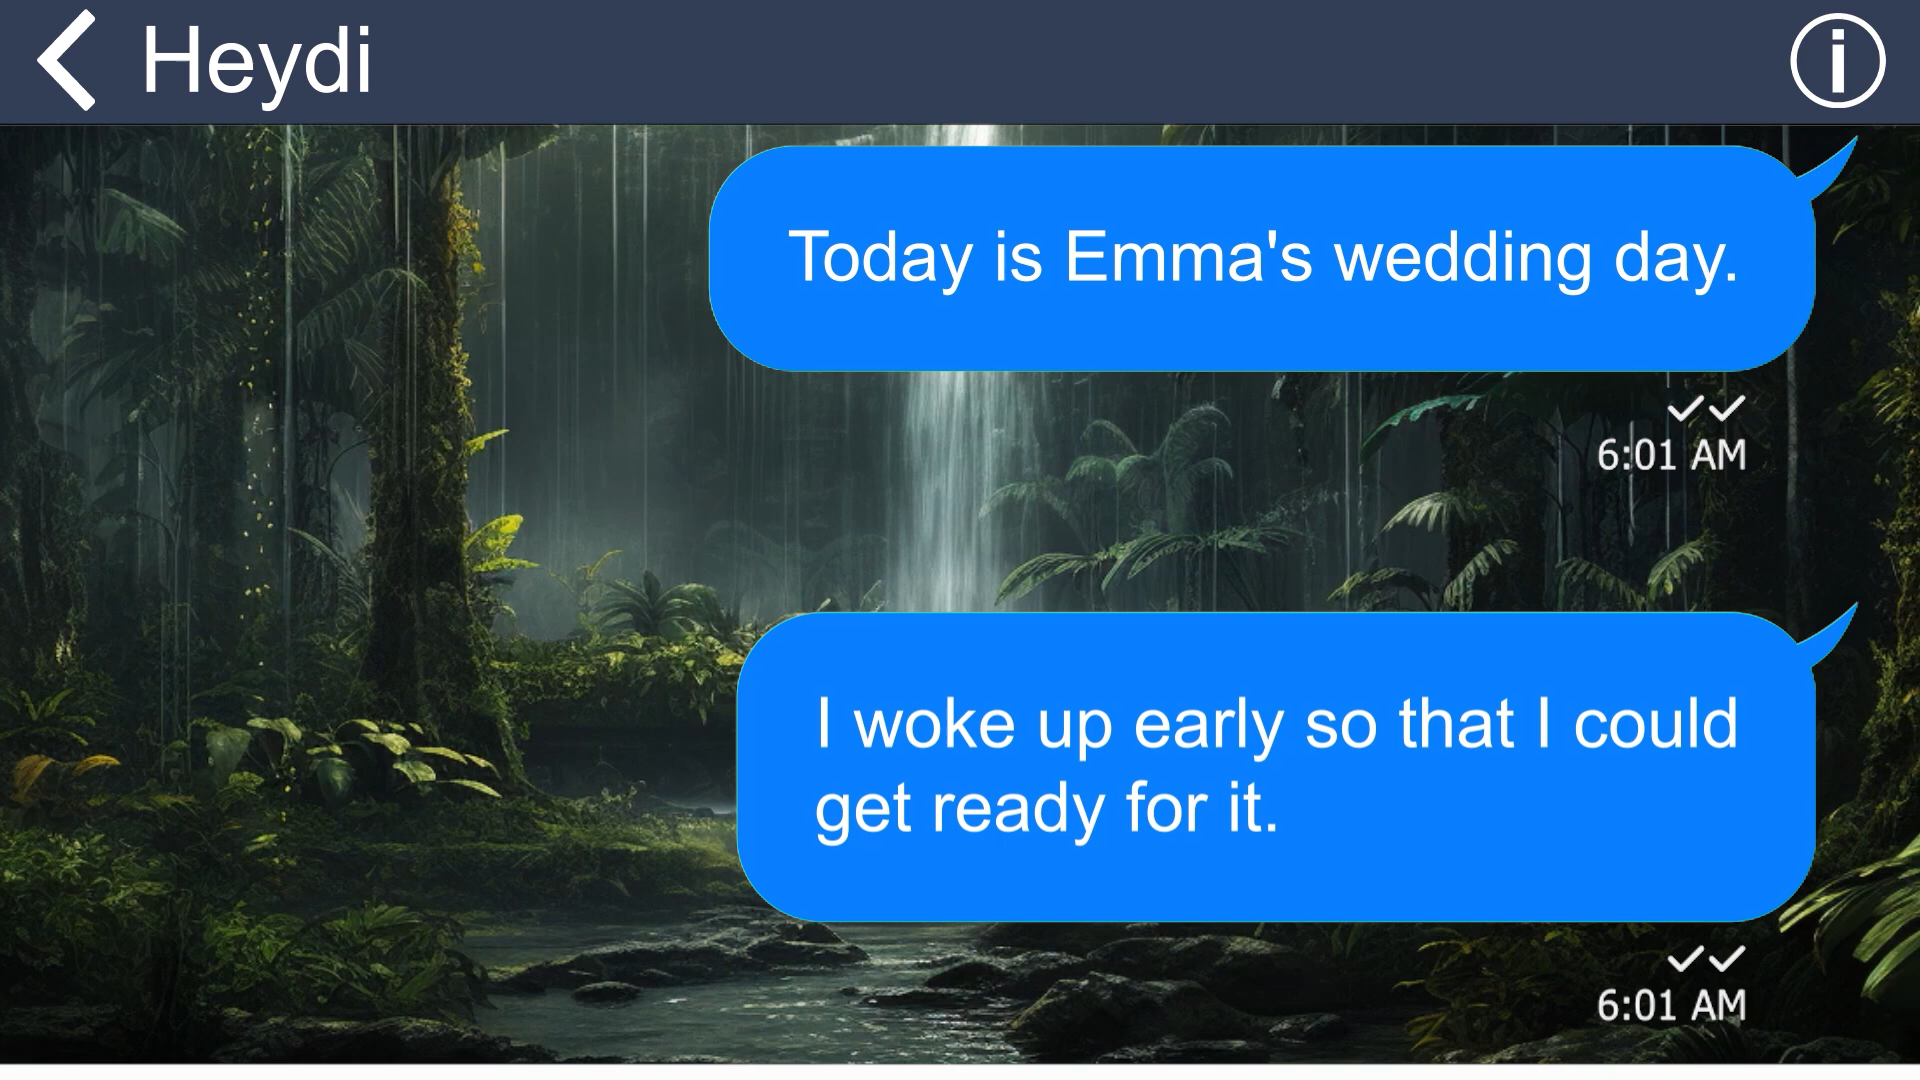 Heydi
Today is Emma's wedding day.
6:01 AM
I woke up early so that I could
get ready for it.
6:01 AM